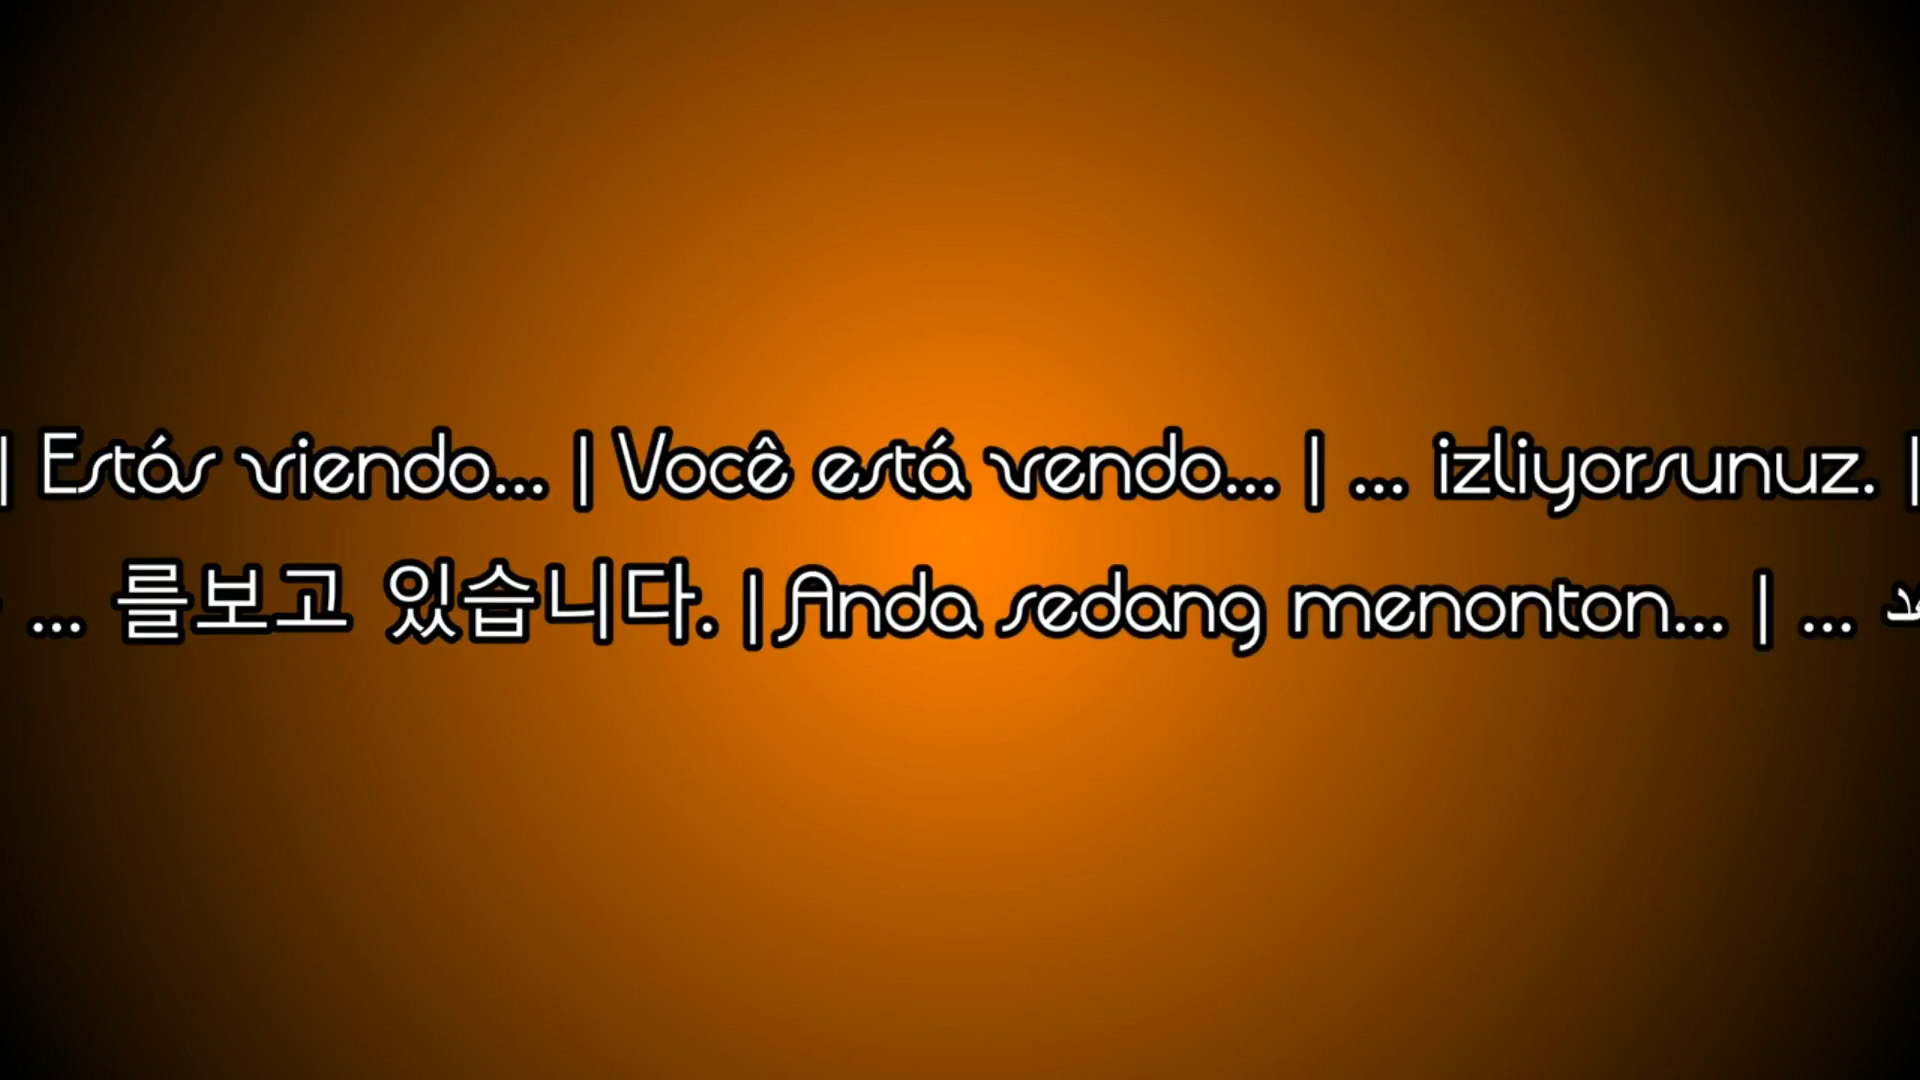 | Estás viendo... | Você está vendo... | ... izliyorsunuz. |
... 를보고 있습니다. | Anda sedang menonton... | ...